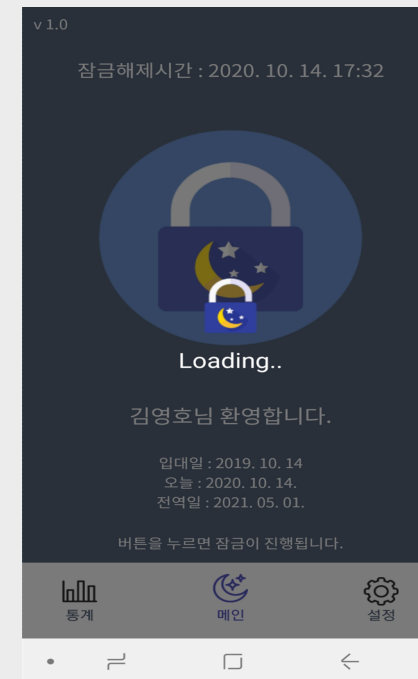 v 1.0
잠금해제시간 : 2020. 10. 14. 17:32
Loading..
김영호님 환영합니다.
입대일 : 2019. 10. 14
오늘 : 2020. 10. 14.
전역일 : 2021. 05. 01.
버튼을 누르면 잠금이 진행됩니다.
통계 메인 설정